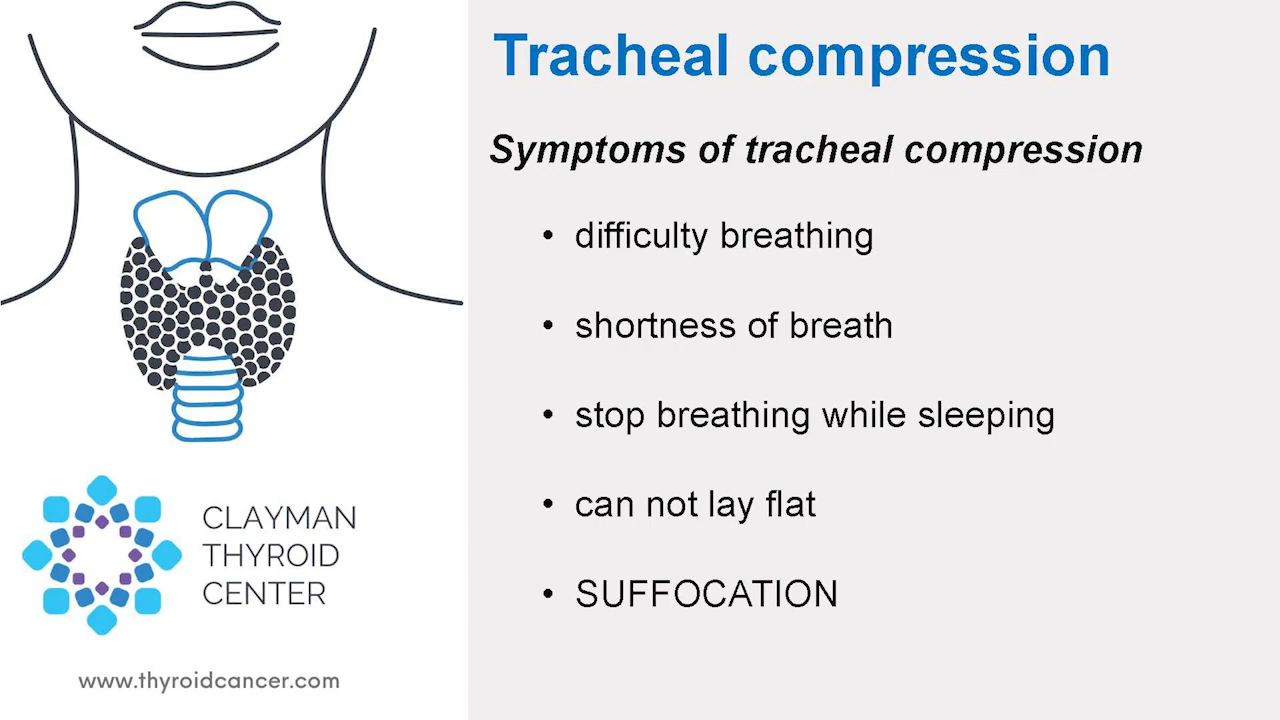 Tracheal compression
Symptoms of tracheal compression
• difficulty breathing
• shortness of breath
• stop breathing while sleeping
• can not lay flat
• SUFFOCATION
CLAYMAN
THYROID
CENTER
www.thyroidcancer.com